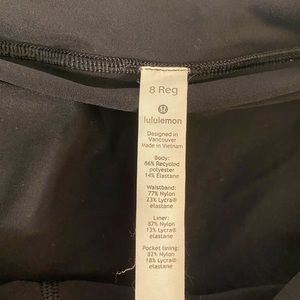 8 Reg
lululemon
Designed in
Vancouver
Made in Vietnam
Body:
86% Recycled
polyester
14% Elastane
Waistband:
77% Nylon
23% Lycra®
elastane
Liner:
87% Nylon
13% Lycra®
elastane
Pocket lining:
82% Nylon
18% Lycra®
elastane